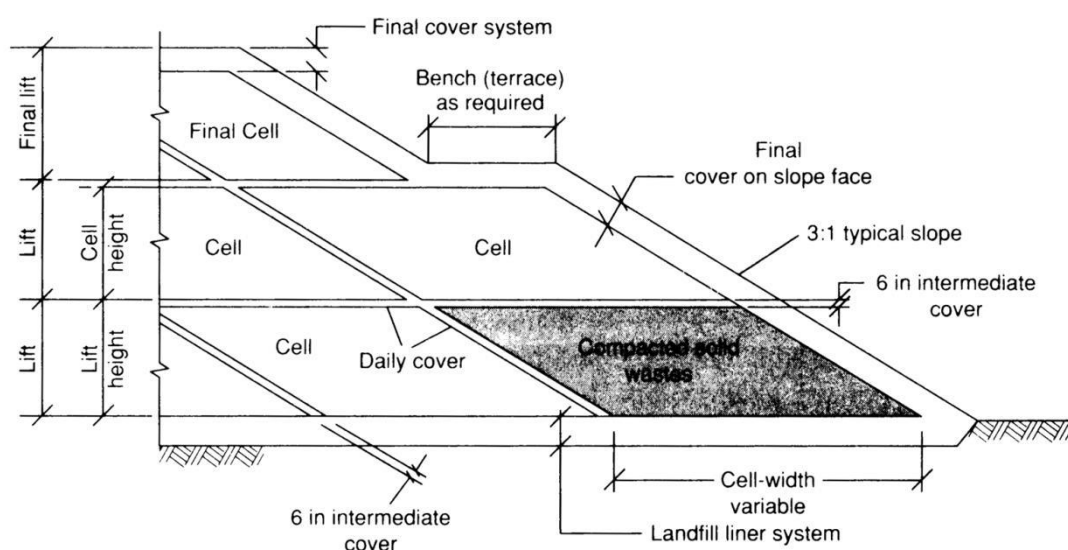 Final cover system
Bench (terrace)
as required
Final lift
Final Cell
Final
cover on slope face
Lift
Cell
height
Cell
Cell
3:1 typical slope
6 in intermediate
cover
Lift
Lift
height
Cell
Daily cover
Compacted solid
wastes
Cell-width
variable
6 in intermediate
cover
Landfill liner system